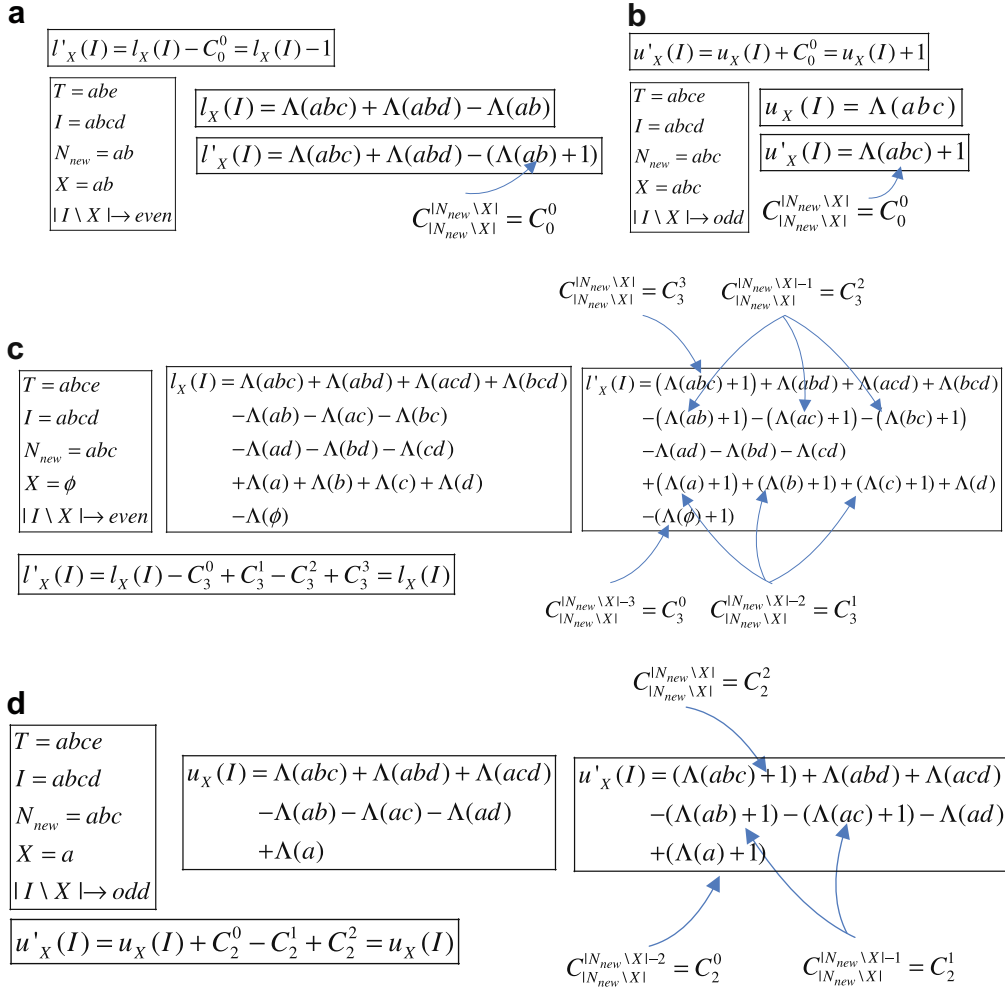 a
l'_X(I) = l_X(I) − C_0^0 = l_X(I) − 1
T = abe
I = abcd
N_new = ab
X = ab
| I \ X |→ even
l_X(I) = Λ(abc) + Λ(abd) − Λ(ab)
l'_X(I) = Λ(abc) + Λ(abd) − (Λ(ab) + 1)
C_{|N_new \ X|}^{|N_new \ X|} = C_0^0
b
u'_X(I) = u_X(I) + C_0^0 = u_X(I) + 1
T = abce
I = abcd
N_new = abc
X = abc
| I \ X |→ odd
u_X(I) = Λ(abc)
u'_X(I) = Λ(abc) + 1
C_{|N_new \ X|}^{|N_new \ X|} = C_0^0
c
C_{|N_new \ X|}^{|N_new \ X|} = C_3^3
C_{|N_new \ X|}^{|N_new \ X|−1} = C_3^2
T = abce
I = abcd
N_new = abc
X = ϕ
| I \ X |→ even
l_X(I) = Λ(abc) + Λ(abd) + Λ(acd) + Λ(bcd)
−Λ(ab) − Λ(ac) − Λ(bc)
−Λ(ad) − Λ(bd) − Λ(cd)
+Λ(a) + Λ(b) + Λ(c) + Λ(d)
−Λ(ϕ)
l'_X(I) = (Λ(abc) + 1) + Λ(abd) + Λ(acd) + Λ(bcd)
−(Λ(ab) + 1) − (Λ(ac) + 1) − (Λ(bc) + 1)
−Λ(ad) − Λ(bd) − Λ(cd)
+(Λ(a) + 1) + (Λ(b) + 1) + (Λ(c) + 1) + Λ(d)
−(Λ(ϕ) + 1)
l'_X(I) = l_X(I) − C_3^0 + C_3^1 − C_3^2 + C_3^3 = l_X(I)
C_{|N_new \ X|}^{|N_new \ X|−3} = C_3^0
C_{|N_new \ X|}^{|N_new \ X|−2} = C_3^1
d
C_{|N_new \ X|}^{|N_new \ X|} = C_2^2
T = abce
I = abcd
N_new = abc
X = a
| I \ X |→ odd
u_X(I) = Λ(abc) + Λ(abd) + Λ(acd)
−Λ(ab) − Λ(ac) − Λ(ad)
+Λ(a)
u'_X(I) = (Λ(abc) + 1) + Λ(abd) + Λ(acd)
−(Λ(ab) + 1) − (Λ(ac) + 1) − Λ(ad)
+(Λ(a) + 1)
u'_X(I) = u_X(I) + C_2^0 − C_2^1 + C_2^2 = u_X(I)
C_{|N_new \ X|}^{|N_new \ X|−2} = C_2^0
C_{|N_new \ X|}^{|N_new \ X|−1} = C_2^1